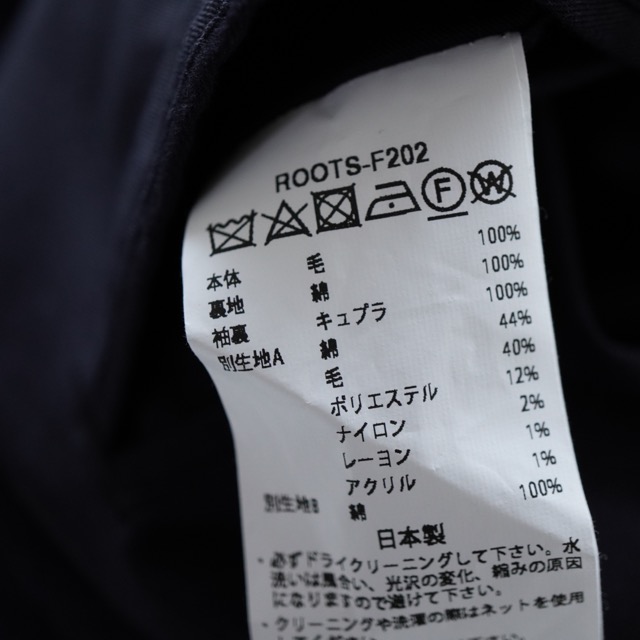 ROOTS-F202
F W
本体 毛 100%
裏地 綿 100%
袖裏 キュプラ 100%
別生地A 綿 44%
毛 40%
ポリエステル 12%
ナイロン 2%
レーヨン 1%
アクリル 1%
別生地B 綿 100%
日本製
・必ずドライクリーニングして下さい。水
洗いは風合い、光沢の変化、縮みの原因
になりますので避けて下さい。
・クリーニングや洗濯の際はネットを使用